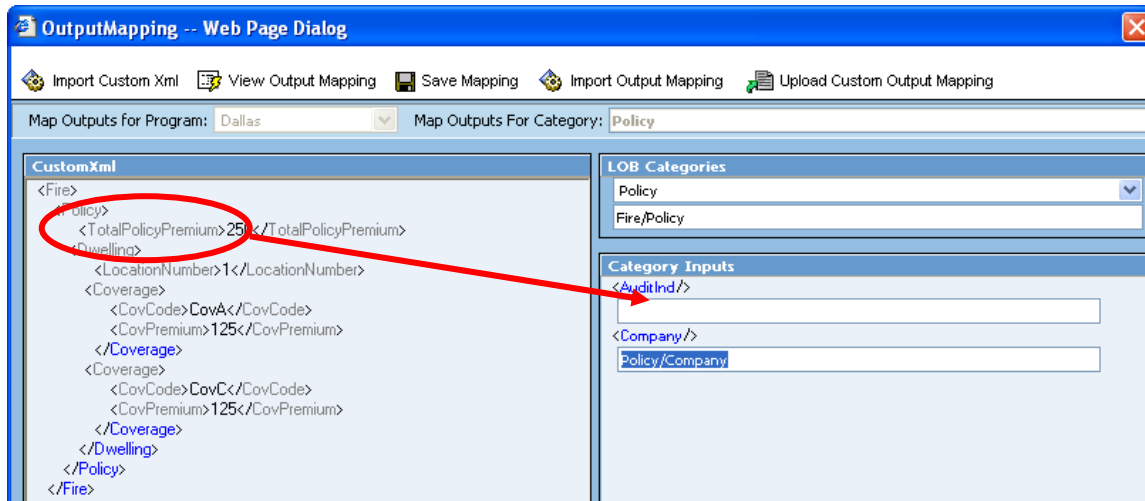 OutputMapping -- Web Page Dialog
Import Custom Xml View Output Mapping Save Mapping Import Output Mapping Upload Custom Output Mapping
Map Outputs for Program: Dallas Map Outputs For Category: Policy
CustomXml
<Fire>
<Policy>
<TotalPolicyPremium>250</TotalPolicyPremium>
<Dwelling>
<LocationNumber>1</LocationNumber>
<Coverage>
<CovCode>CovA</CovCode>
<CovPremium>125</CovPremium>
</Coverage>
<Coverage>
<CovCode>CovC</CovCode>
<CovPremium>125</CovPremium>
</Coverage>
</Dwelling>
</Policy>
</Fire>
LOB Categories
Policy
Fire/Policy
Category Inputs
<AuditInd/>
<Company/>
Policy/Company